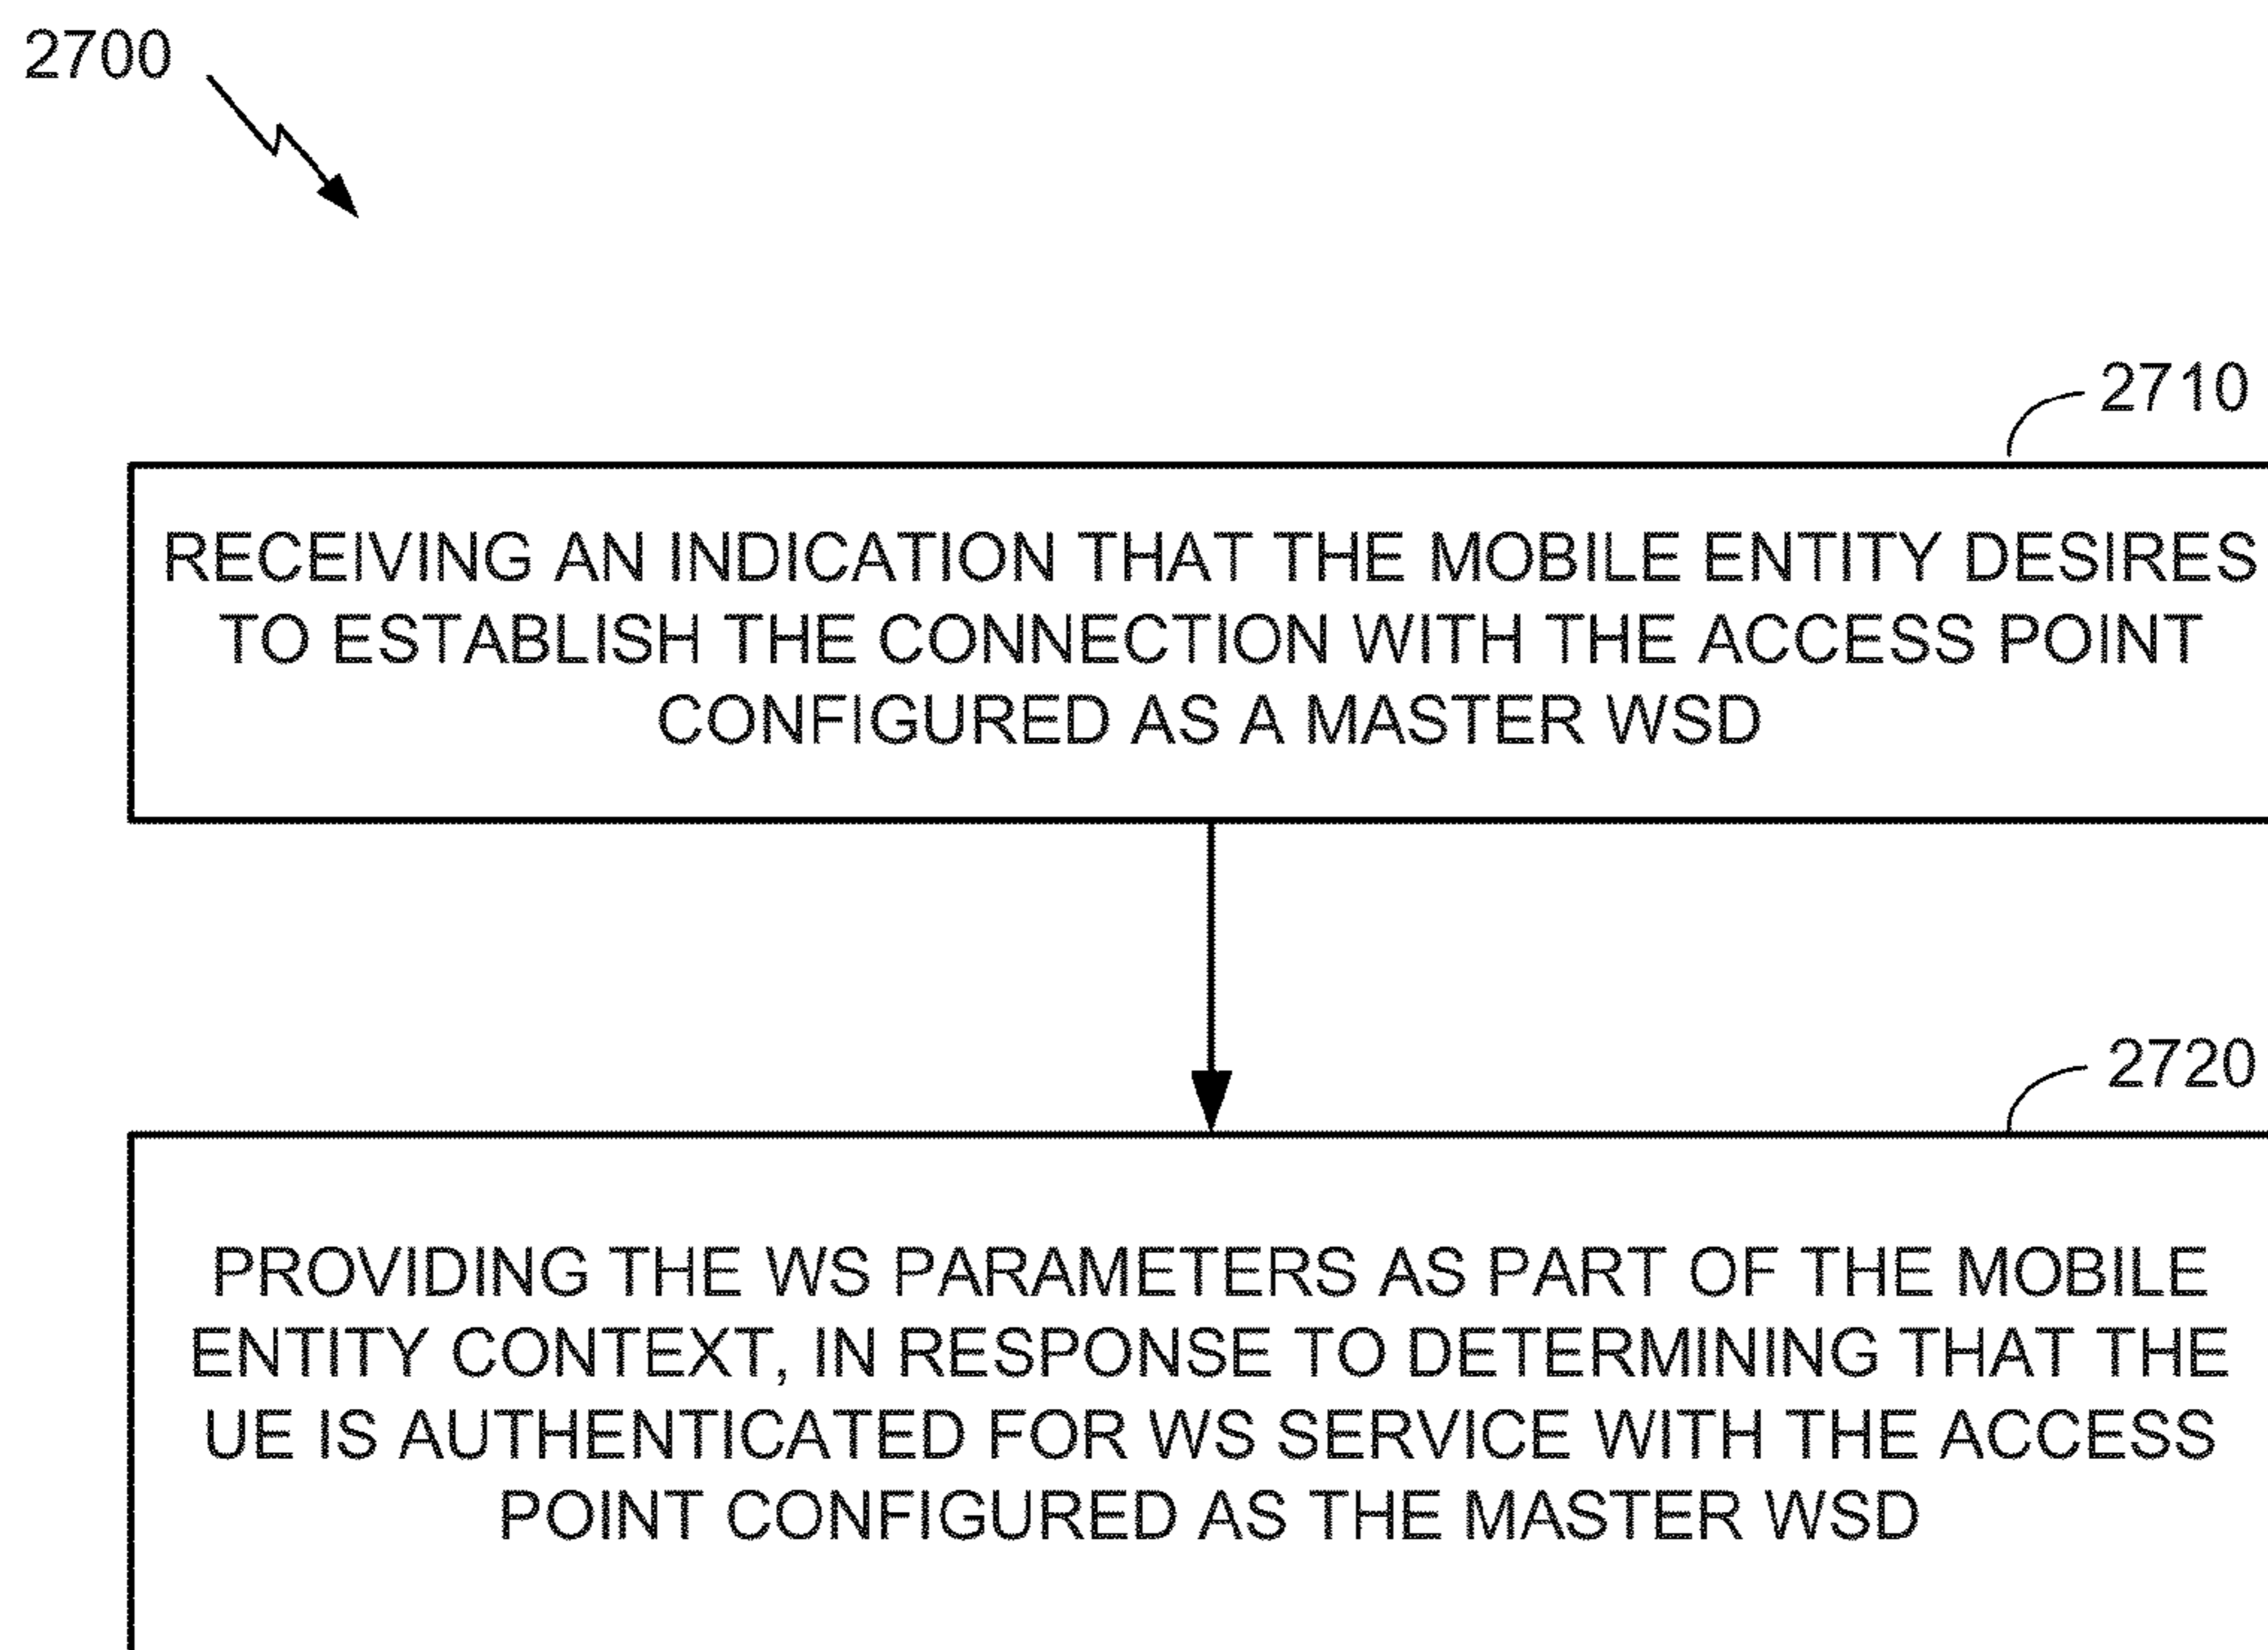 2700
2710
RECEIVING AN INDICATION THAT THE MOBILE ENTITY DESIRES
TO ESTABLISH THE CONNECTION WITH THE ACCESS POINT
CONFIGURED AS A MASTER WSD
2720
PROVIDING THE WS PARAMETERS AS PART OF THE MOBILE
ENTITY CONTEXT, IN RESPONSE TO DETERMINING THAT THE
UE IS AUTHENTICATED FOR WS SERVICE WITH THE ACCESS
POINT CONFIGURED AS THE MASTER WSD